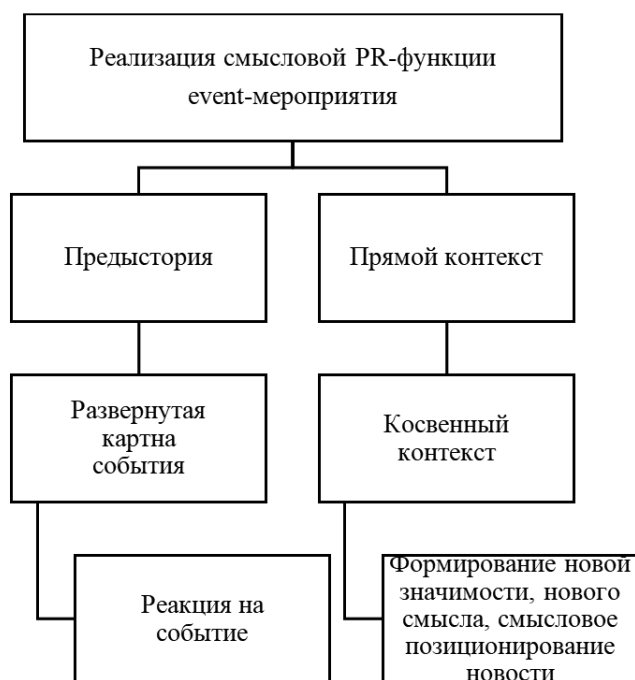 Реализация смысловой PR-функции
event-мероприятия
Предыстория
Прямой контекст
Развернутая
картна
события
Косвенный
контекст
Реакция на
событие
Формирование новой
значимости, нового
смысла, смысловое
позиционирование
новости